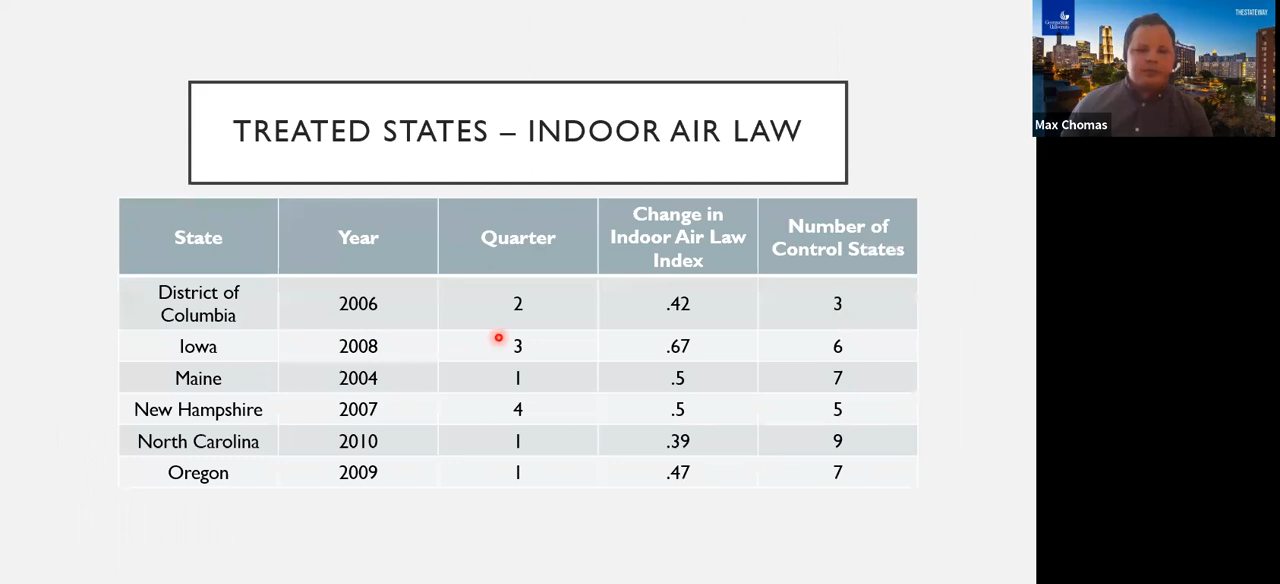 THESTATEWAY
Max Chomas
TREATED STATES – INDOOR AIR LAW
State Year Quarter Change in Indoor Air Law Index Number of Control States
District of Columbia 2006 2 .42 3
Iowa 2008 3 .67 6
Maine 2004 1 .5 7
New Hampshire 2007 4 .5 5
North Carolina 2010 1 .39 9
Oregon 2009 1 .47 7